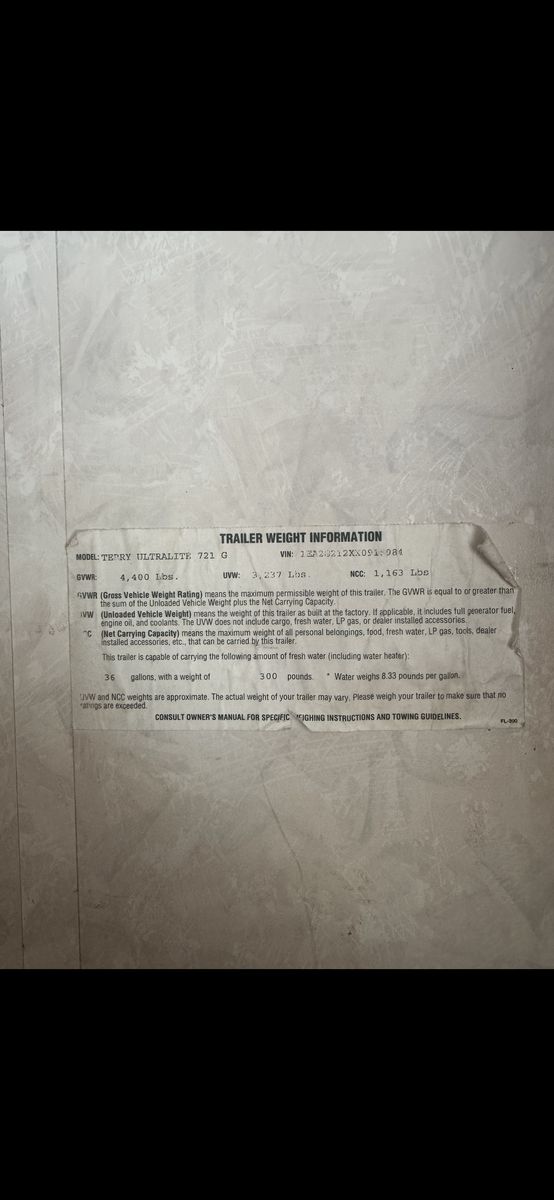 TRAILER WEIGHT INFORMATION
MODEL: TERRY ULTRALITE 721 G VIN:
GVWR: 4,400 Lbs. UVW: 3,237 Lbs. NCC: 1,163 Lbs
GVWR (Gross Vehicle Weight Rating) means the maximum permissible weight of this trailer. The GVWR is equal to or greater than
the sum of the Unloaded Vehicle Weight plus the Net Carrying Capacity.
UVW (Unloaded Vehicle Weight) means the weight of this trailer as built at the factory. If applicable, it includes full generator fuel,
engine oil, and coolants. The UVW does not include cargo, fresh water, LP gas, or dealer installed accessories.
(Net Carrying Capacity) means the maximum weight of all personal belongings, food, fresh water, LP gas, tools, dealer
installed accessories, etc., that can be carried by this trailer.
This trailer is capable of carrying the following amount of fresh water (including water heater):
36 gallons, with a weight of 300 pounds. * Water weighs 8.33 pounds per gallon.
UVW and NCC weights are approximate. The actual weight of your trailer may vary. Please weigh your trailer to make sure that no
ratings are exceeded.
CONSULT OWNER'S MANUAL FOR SPECIFIC WEIGHING INSTRUCTIONS AND TOWING GUIDELINES.